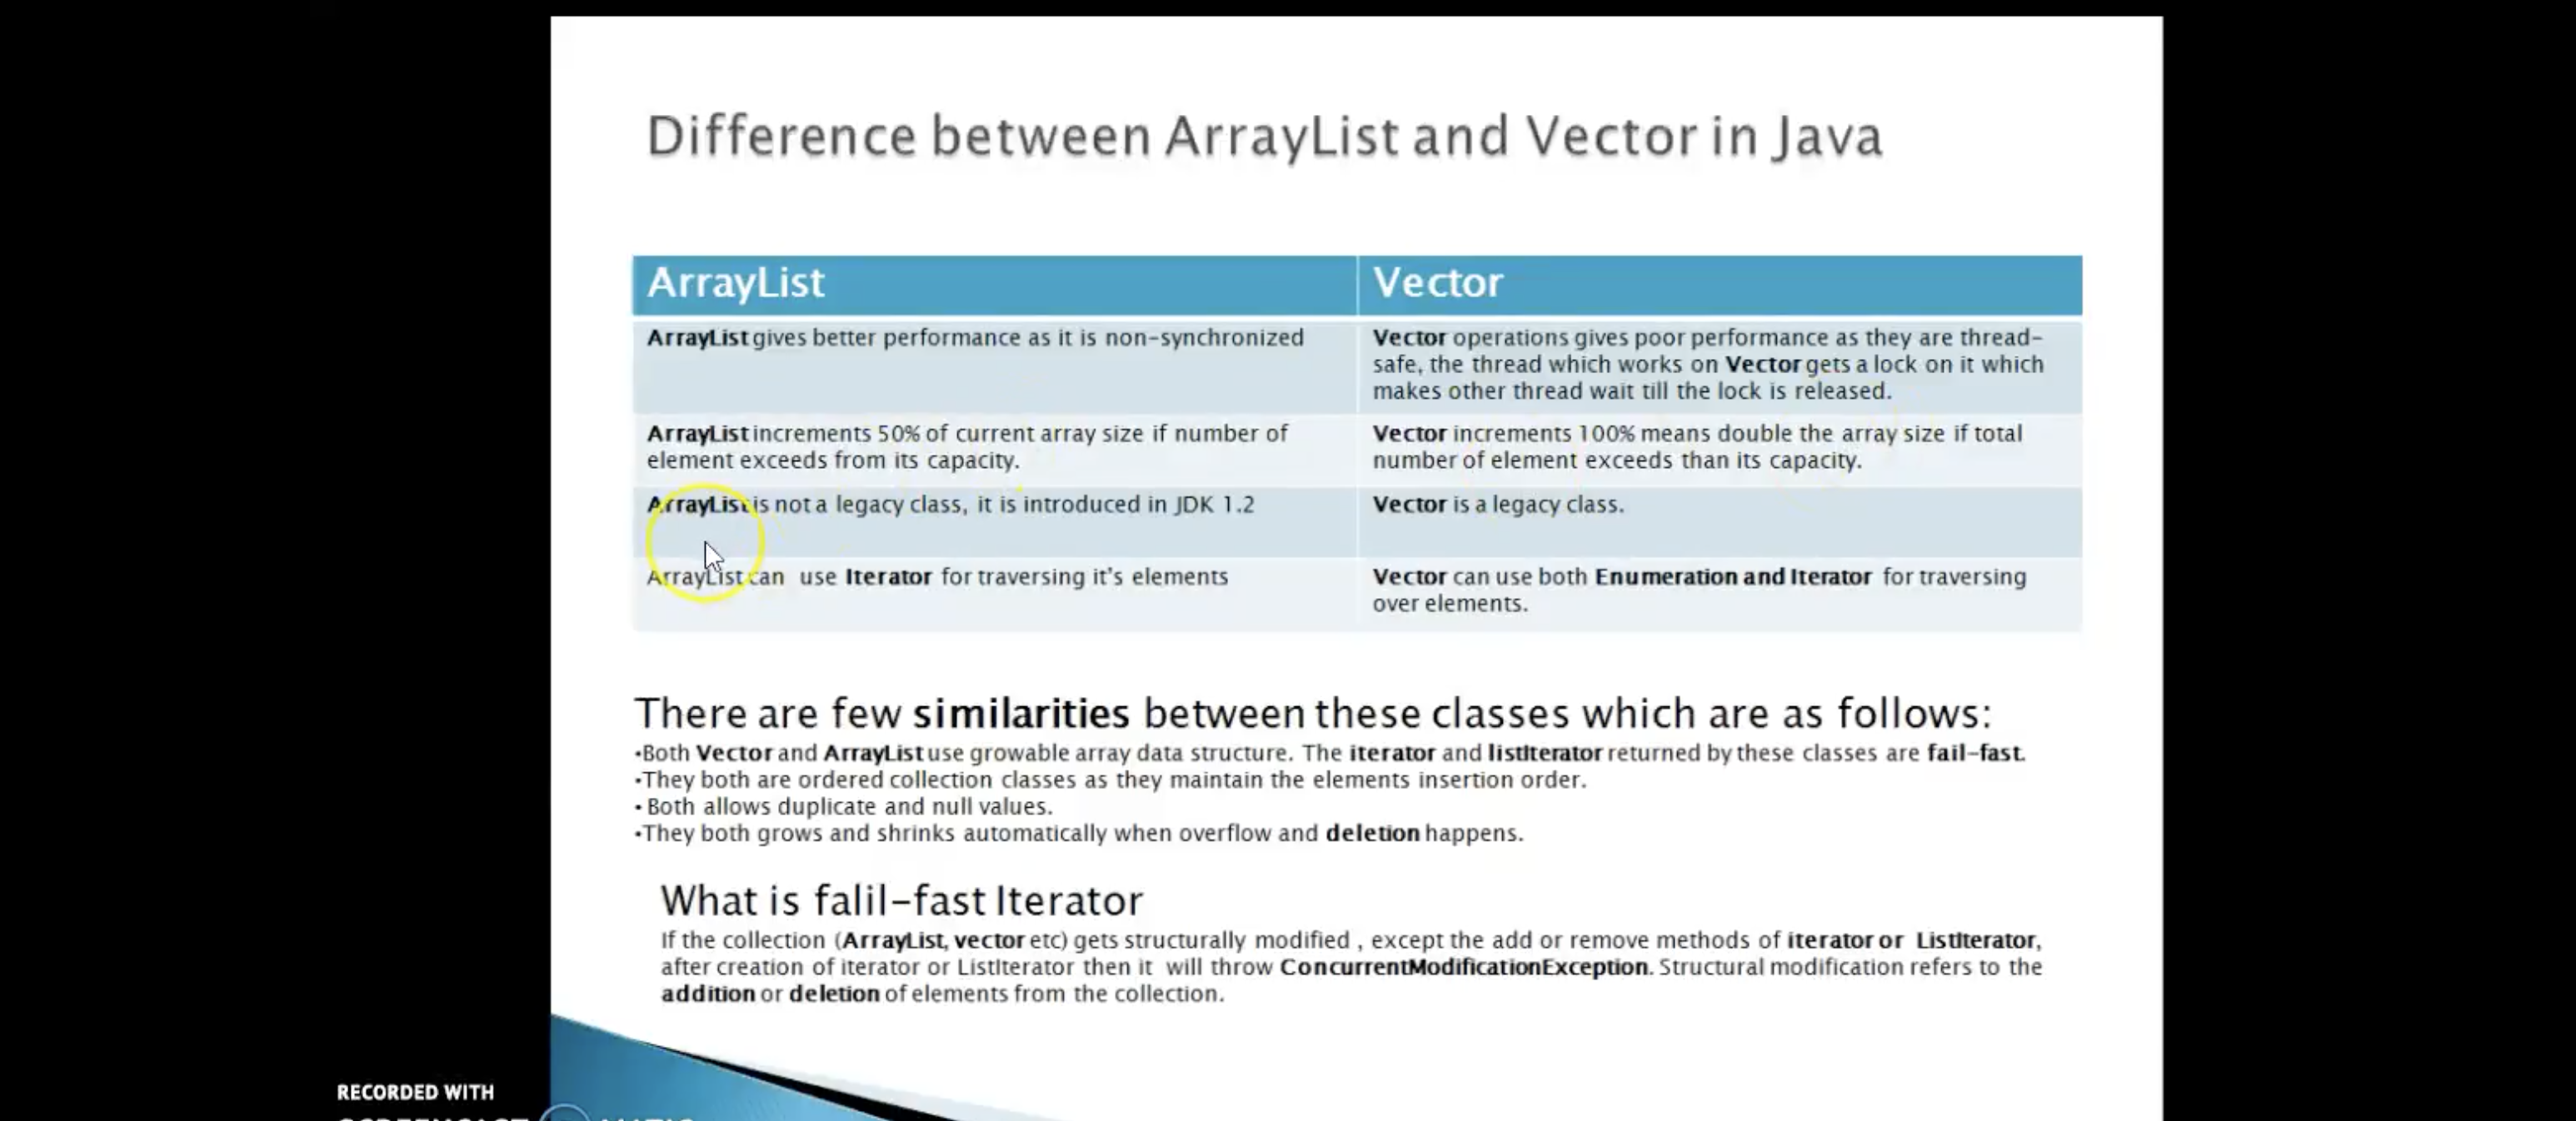 Difference between ArrayList and Vector in Java
ArrayList
Vector
ArrayList gives better performance as it is non-synchronized
Vector operations gives poor performance as they are thread-
safe, the thread which works on Vector gets a lock on it which
makes other thread wait till the lock is released.
ArrayList increments 50% of current array size if number of
element exceeds from its capacity.
Vector increments 100% means double the array size if total
number of element exceeds than its capacity.
ArrayList is not a legacy class, it is introduced in JDK 1.2
Vector is a legacy class.
ArrayList can use Iterator for traversing it's elements
Vector can use both Enumeration and Iterator for traversing
over elements.
There are few similarities between these classes which are as follows:
•Both Vector and ArrayList use growable array data structure. The iterator and listIterator returned by these classes are fail-fast.
•They both are ordered collection classes as they maintain the elements insertion order.
• Both allows duplicate and null values.
•They both grows and shrinks automatically when overflow and deletion happens.
What is falil-fast Iterator
If the collection (ArrayList, vector etc) gets structurally modified , except the add or remove methods of iterator or ListIterator,
after creation of iterator or ListIterator then it will throw ConcurrentModificationException. Structural modification refers to the
addition or deletion of elements from the collection.
RECORDED WITH